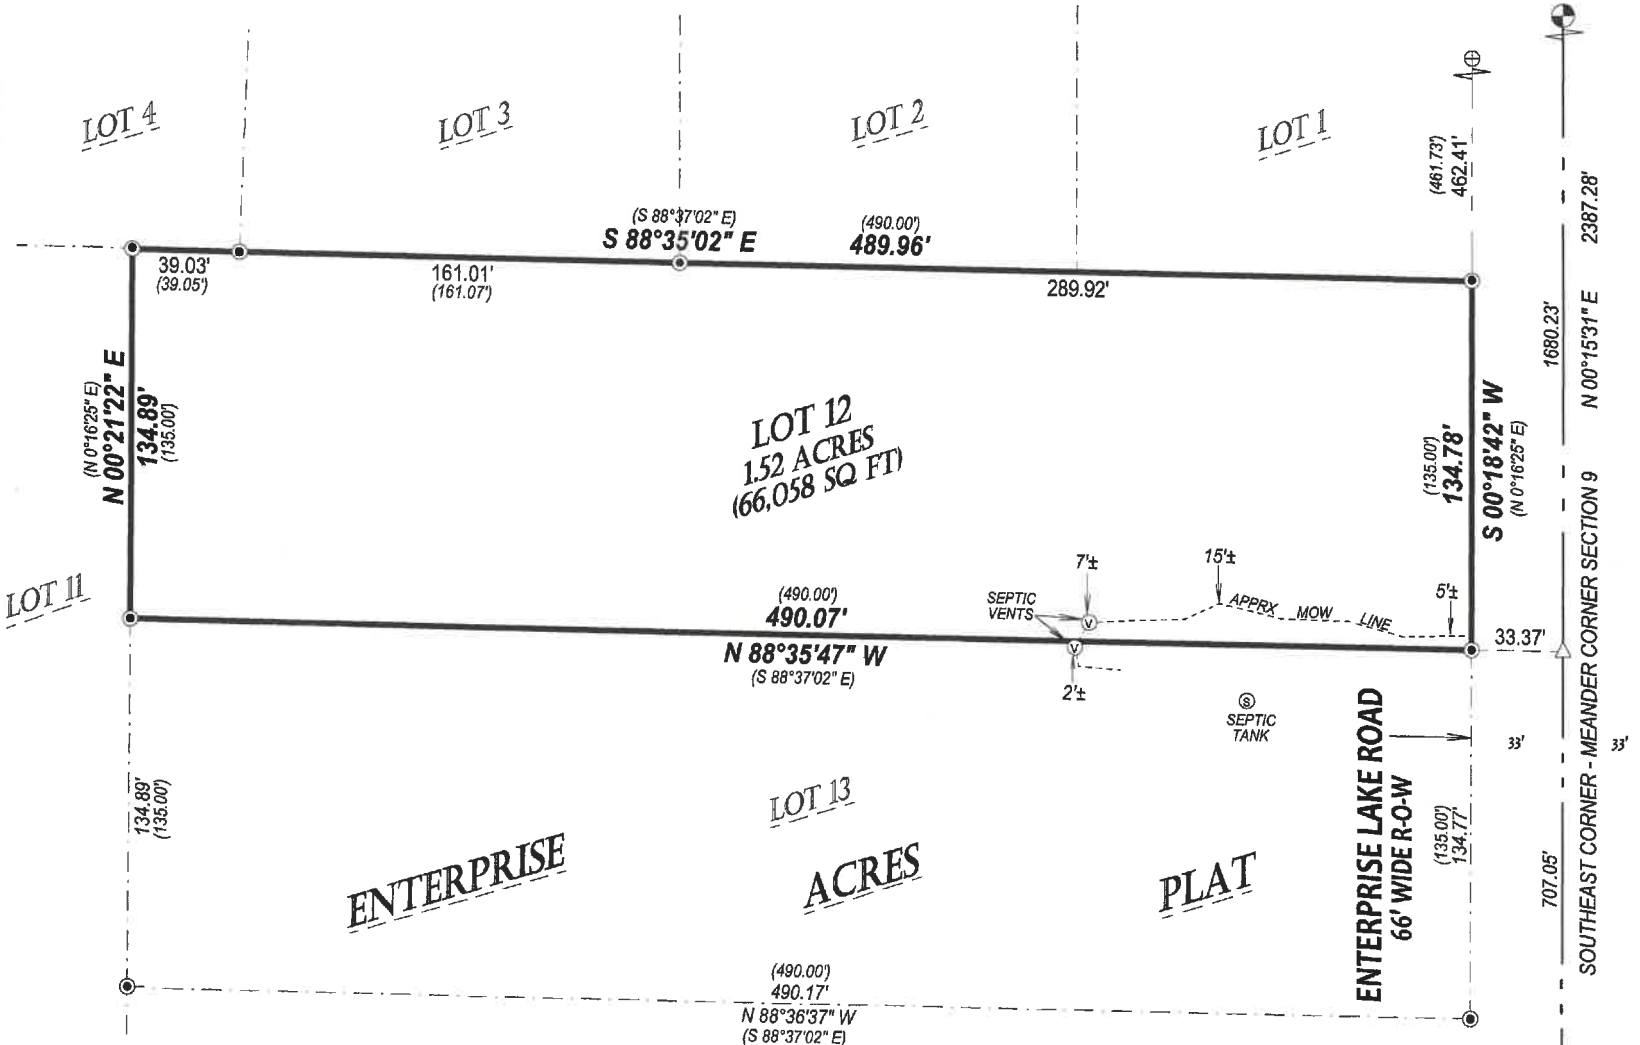 LOT 4
LOT 3
LOT 2
LOT 1
(461.73')
462.41'
(S 88°37'02" E)
S 88°35'02" E
(490.00')
489.96'
39.03'
(39.05')
161.01'
(161.07')
289.92'
(N 0°16'25" E)
N 00°21'22" E
134.89'
(135.00')
LOT 12
1.52 ACRES
(66,058 SQ FT)
(135.00')
134.78'
S 00°18'42" W
(N 0°16'25" E)
1680.23'
N 00°15'31" E 2387.28'
SOUTHEAST CORNER - MEANDER CORNER SECTION 9
LOT 11
(490.00')
490.07'
N 88°35'47" W
(S 88°37'02" E)
SEPTIC
VENTS
7'±
V
V
2'±
15'±
APPRX MOW LINE
5'±
33.37'
S
SEPTIC
TANK
ENTERPRISE LAKE ROAD
66' WIDE R-O-W
33'
33'
134.89'
(135.00')
LOT 13
(135.00')
134.77'
707.05'
ENTERPRISE ACRES PLAT
(490.00')
490.17'
N 88°36'37" W
(S 88°37'02" E)